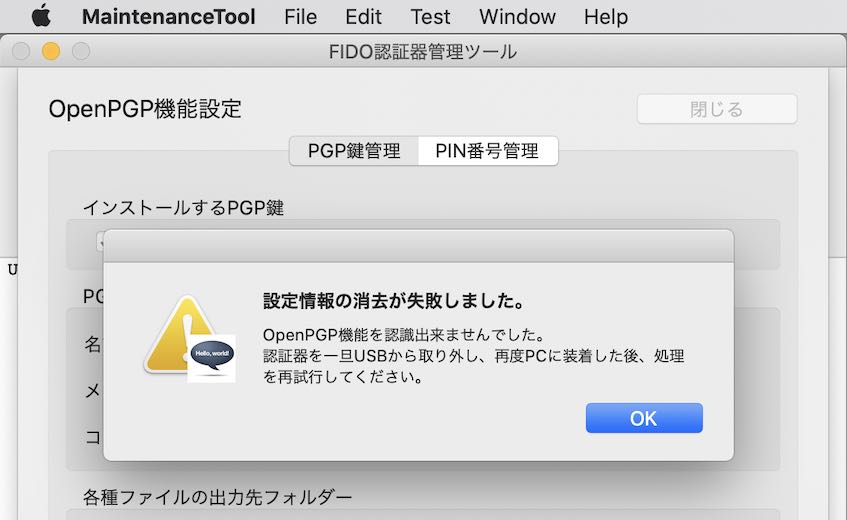 MaintenanceTool File Edit Test Window Help
FIDO認証器管理ツール
OpenPGP機能設定
閉じる
PGP鍵管理 PIN番号管理
インストールするPGP鍵
U
PG
名
メ
コ
設定情報の消去が失敗しました。
Hello, world!
OpenPGP機能を認識出来ませんでした。
認証器を一旦USBから取り外し、再度PCに装着した後、処理
を再試行してください。
OK
各種ファイルの出力先フォルダー